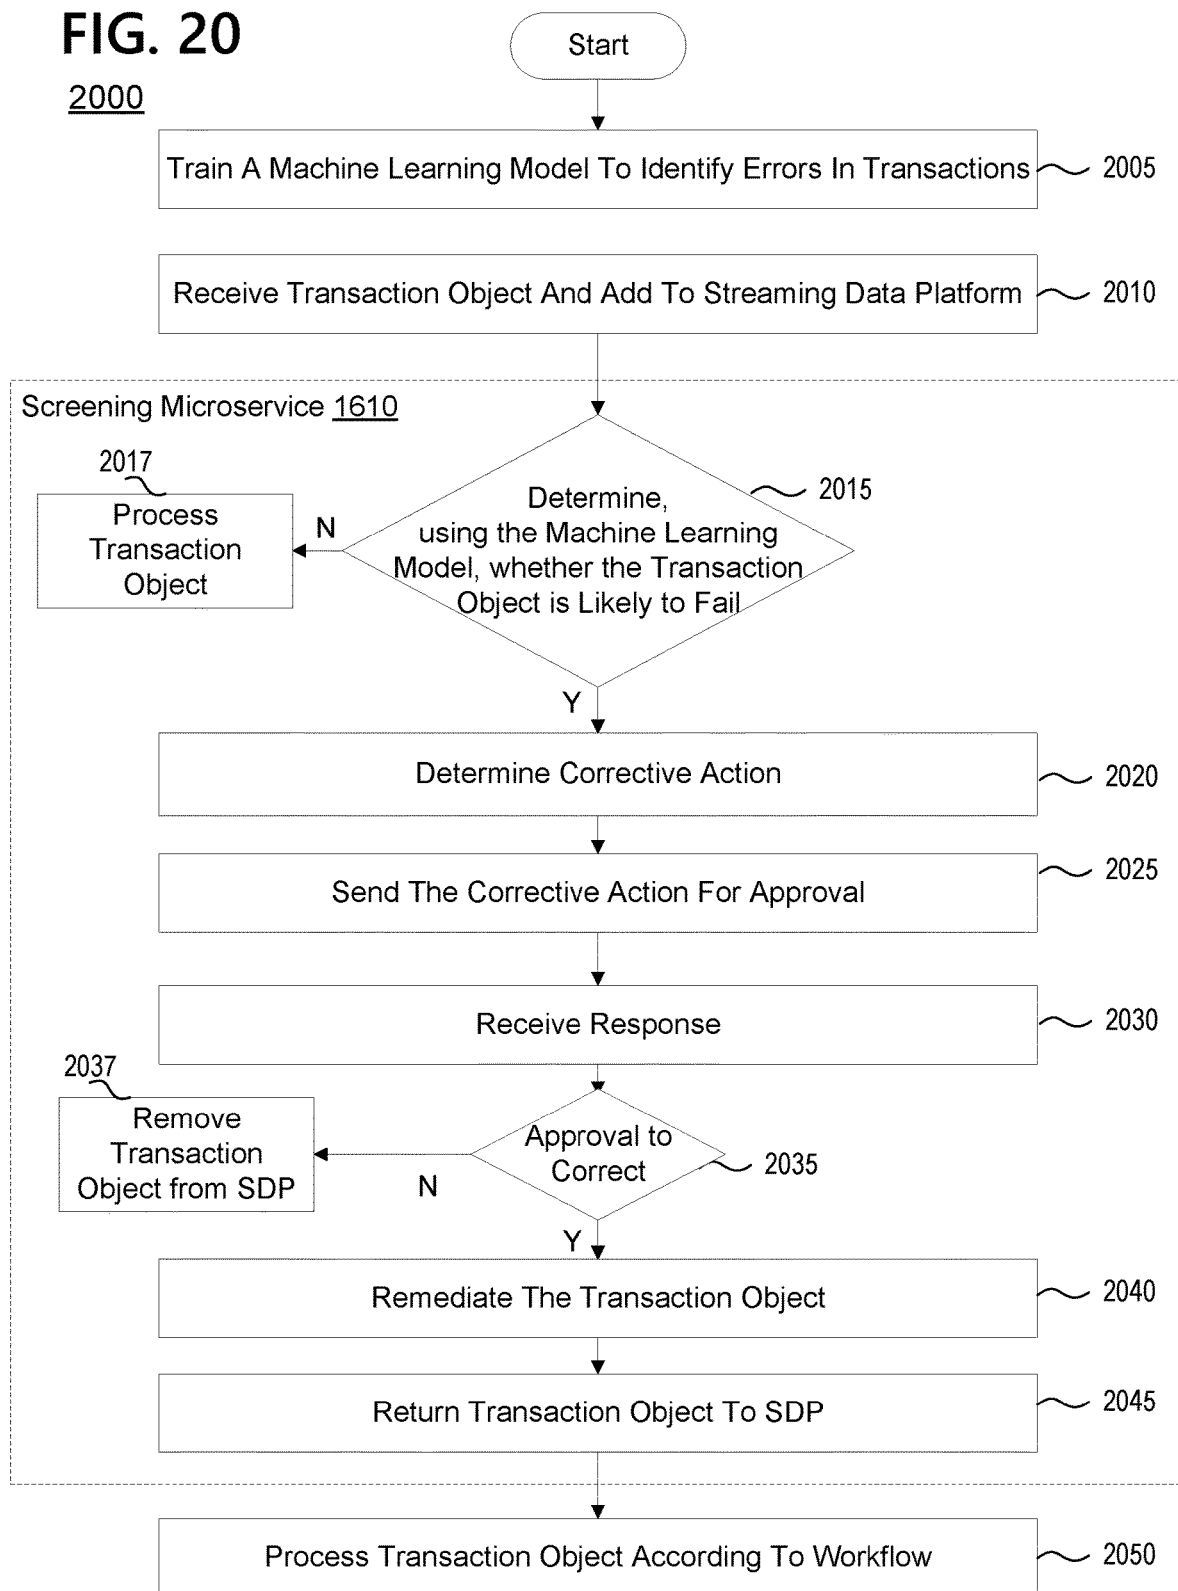 FIG. 20
2000
Start
Train A Machine Learning Model To Identify Errors In Transactions
2005
Receive Transaction Object And Add To Streaming Data Platform
2010
Screening Microservice 1610
2017
Process
Transaction
Object
N
Determine,
using the Machine Learning
Model, whether the Transaction
Object is Likely to Fail
2015
Y
Determine Corrective Action
2020
Send The Corrective Action For Approval
2025
Receive Response
2030
2037
Remove
Transaction
Object from SDP
N
Approval to
Correct
2035
Y
Remediate The Transaction Object
2040
Return Transaction Object To SDP
2045
Process Transaction Object According To Workflow
2050